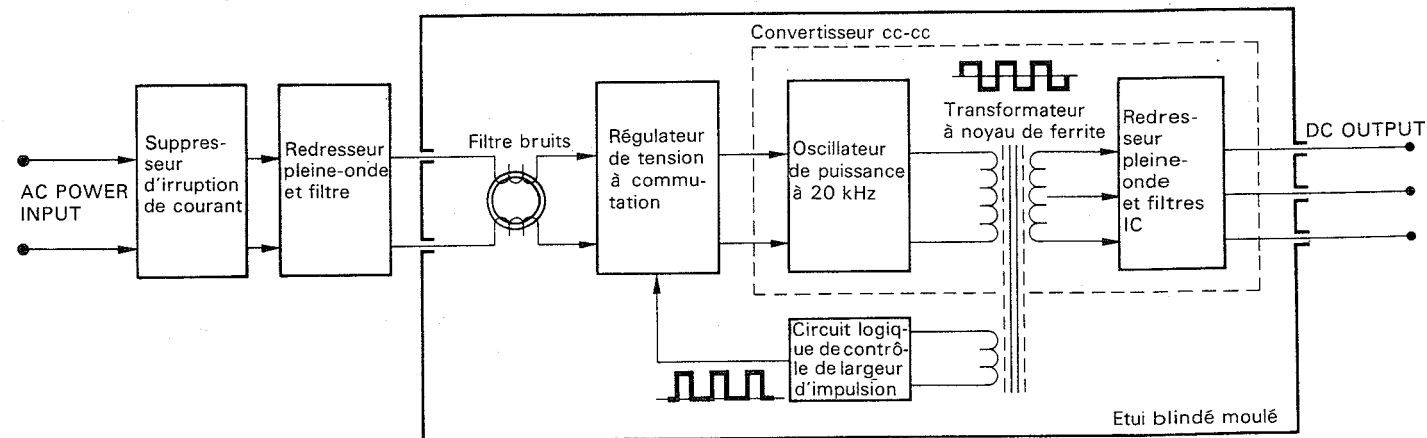 Convertisseur cc-cc
AC POWER
INPUT
Suppres-
seur
d'irruption
de courant
Redresseur
pleine-onde
et filtre
Filtre bruits
Régulateur
de tension
à commu-
tation
Oscillateur
de puissance
à 20 kHz
Transformateur
à noyau de ferrite
Redres-
seur
pleine-
onde
et filtres
IC
DC OUTPUT
Circuit logiq-
ue de contrô-
le de largeur
d'impulsion
Etui blindé moulé